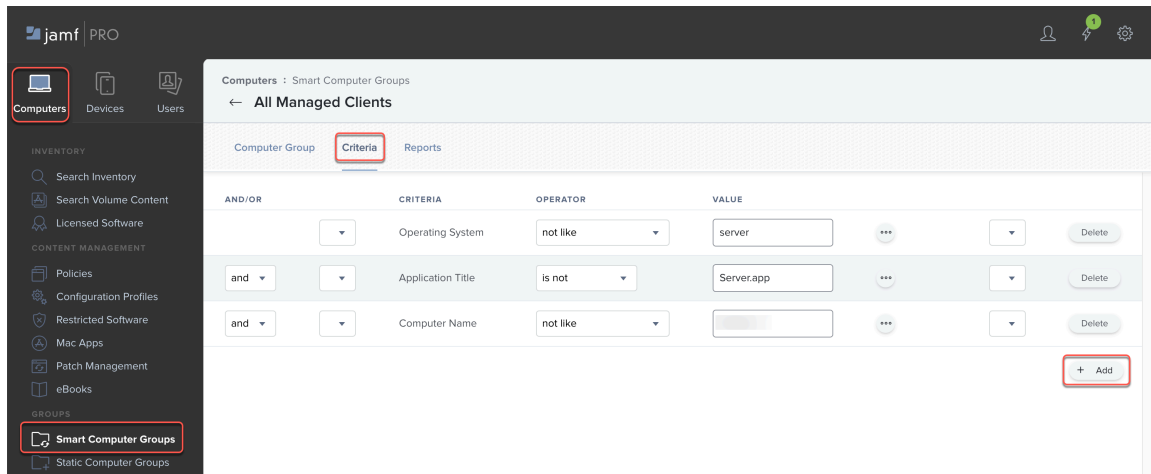 jamf PRO
1
Computers Devices Users
Computers : Smart Computer Groups
← All Managed Clients
Computer Group Criteria Reports
INVENTORY
Search Inventory
Search Volume Content
Licensed Software
CONTENT MANAGEMENT
Policies
Configuration Profiles
Restricted Software
Mac Apps
Patch Management
eBooks
GROUPS
Smart Computer Groups
Static Computer Groups
AND/OR CRITERIA OPERATOR VALUE
Operating System not like server ••• Delete
and Application Title is not Server.app ••• Delete
and Computer Name not like ••• Delete
+ Add